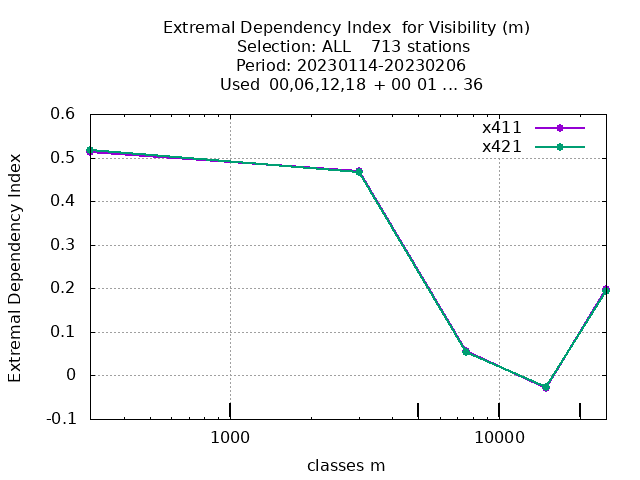 Extremal Dependency Index  for Visibility (m)
Selection: ALL    713 stations
Period: 20230114-20230206
Used  00,06,12,18  + 00 01 ... 36
x411
x421
0.6
0.5
0.4
0.3
0.2
0.1
0
-0.1
Extremal Dependency Index
1000
10000
classes m